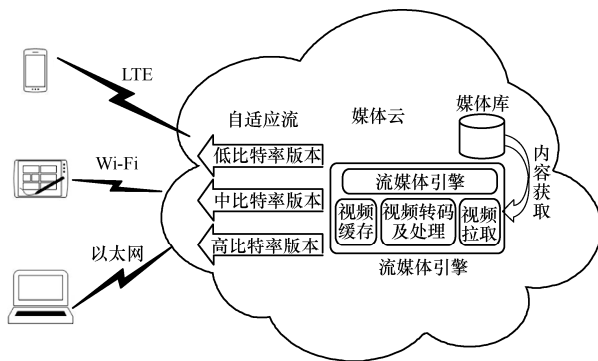 LTE
Wi-Fi
以太网
自适应流
低比特率版本
中比特率版本
高比特率版本
媒体云
媒体库
内容获取
流媒体引擎
视频
缓存
视频转码
及处理
视频
拉取
流媒体引擎